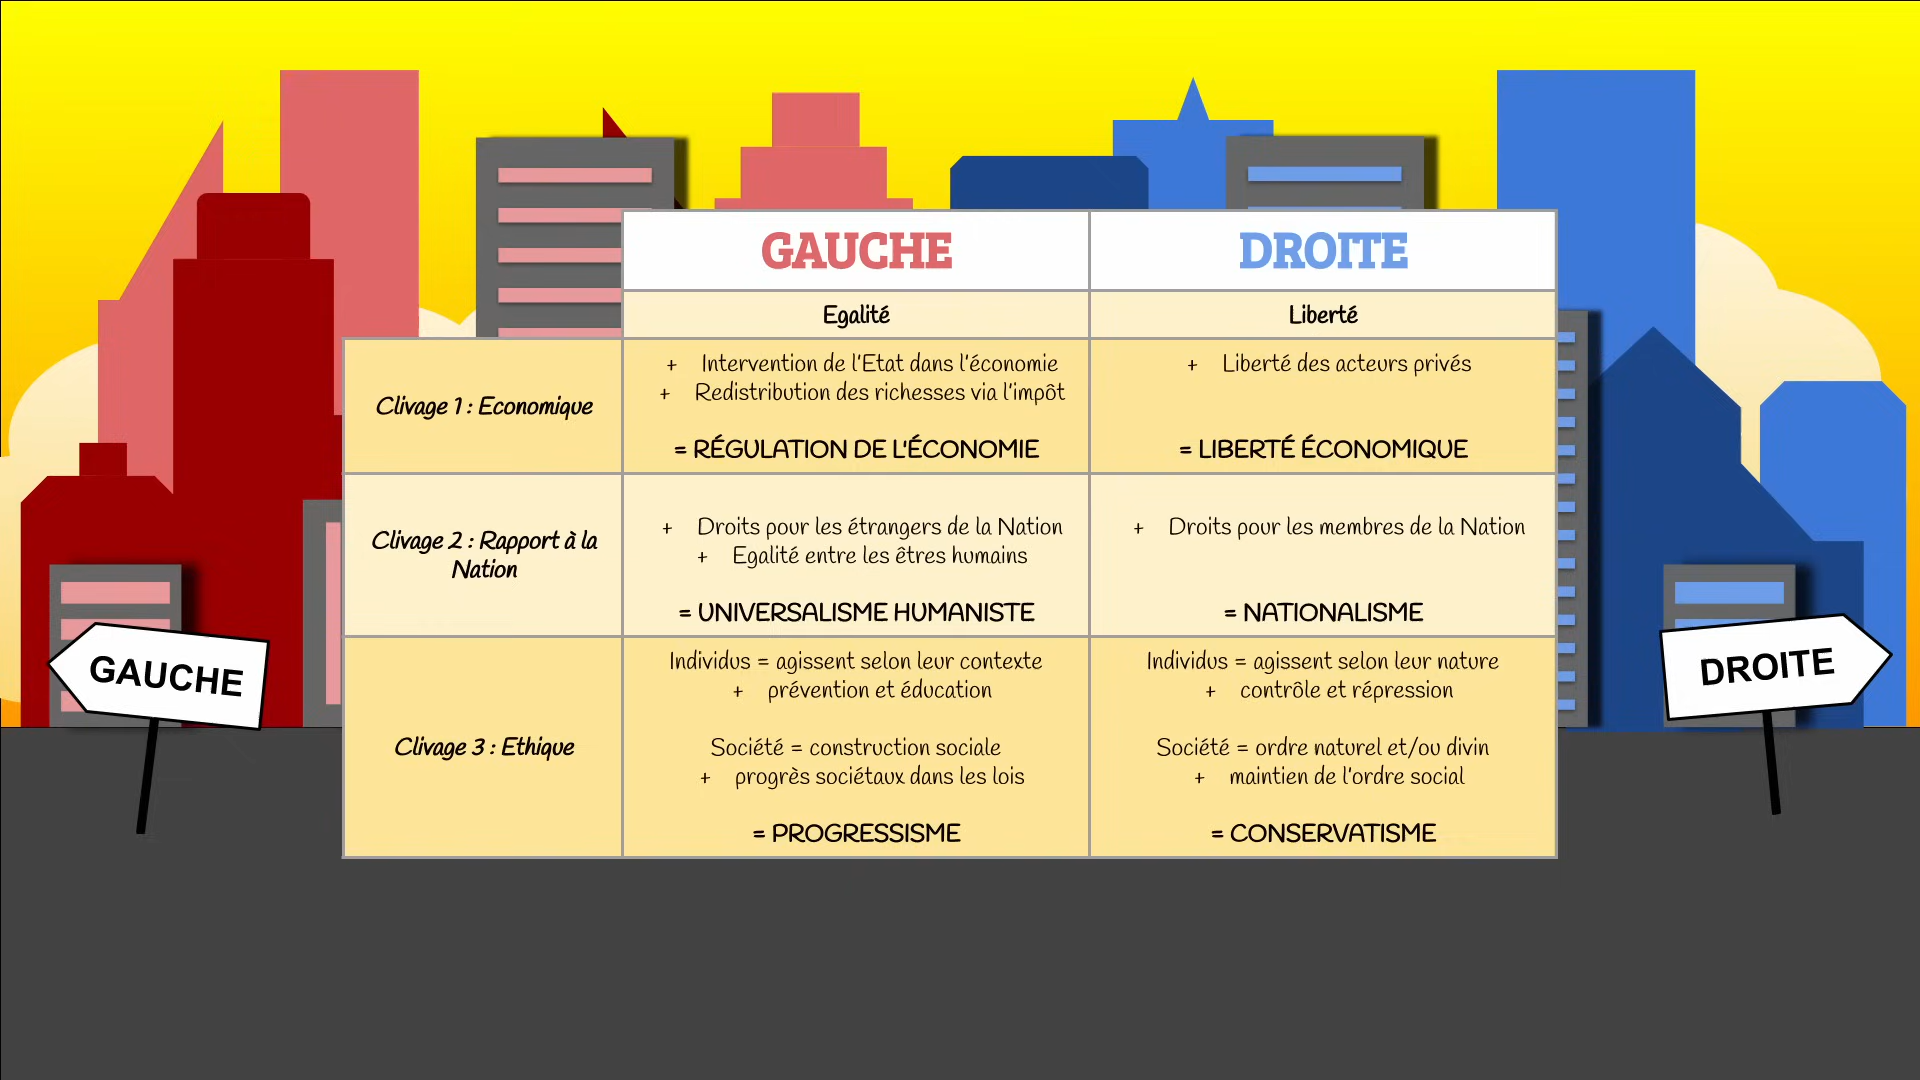 GAUCHE
DROITE
Egalité
Liberté
Clivage 1 : Economique
+ Intervention de l'Etat dans l'économie
+ Redistribution des richesses via l'impôt
= RÉGULATION DE L'ÉCONOMIE
+ Liberté des acteurs privés
= LIBERTÉ ÉCONOMIQUE
Clivage 2 : Rapport à la
Nation
+ Droits pour les étrangers de la Nation
+ Egalité entre les êtres humains
= UNIVERSALISME HUMANISTE
+ Droits pour les membres de la Nation
= NATIONALISME
Clivage 3 : Ethique
Individus = agissent selon leur contexte
+ prévention et éducation
Société = construction sociale
+ progrès sociétaux dans les lois
= PROGRESSISME
Individus = agissent selon leur nature
+ contrôle et répression
Société = ordre naturel et/ou divin
+ maintien de l'ordre social
= CONSERVATISME
GAUCHE
DROITE